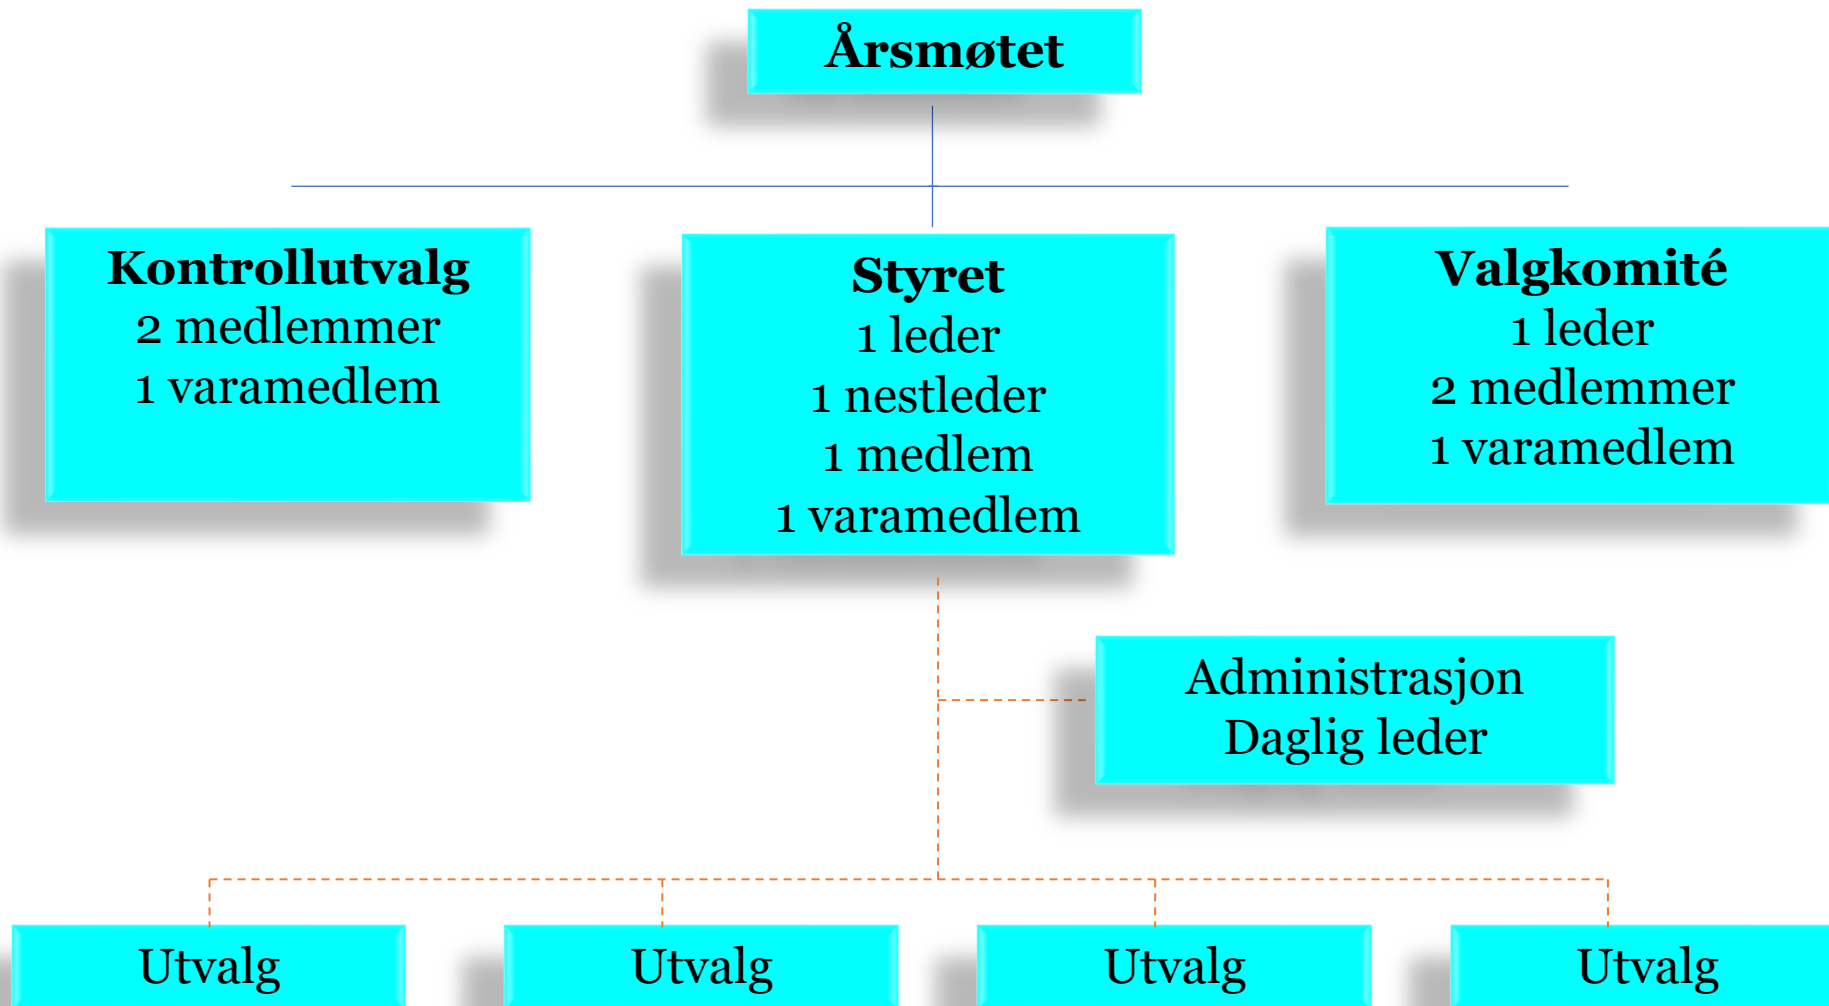 Årsmøtet
Kontrollutvalg
2 medlemmer
1 varamedlem
Styret
1 leder
1 nestleder
1 medlem
1 varamedlem
Valgkomité
1 leder
2 medlemmer
1 varamedlem
Administrasjon
Daglig leder
Utvalg
Utvalg
Utvalg
Utvalg